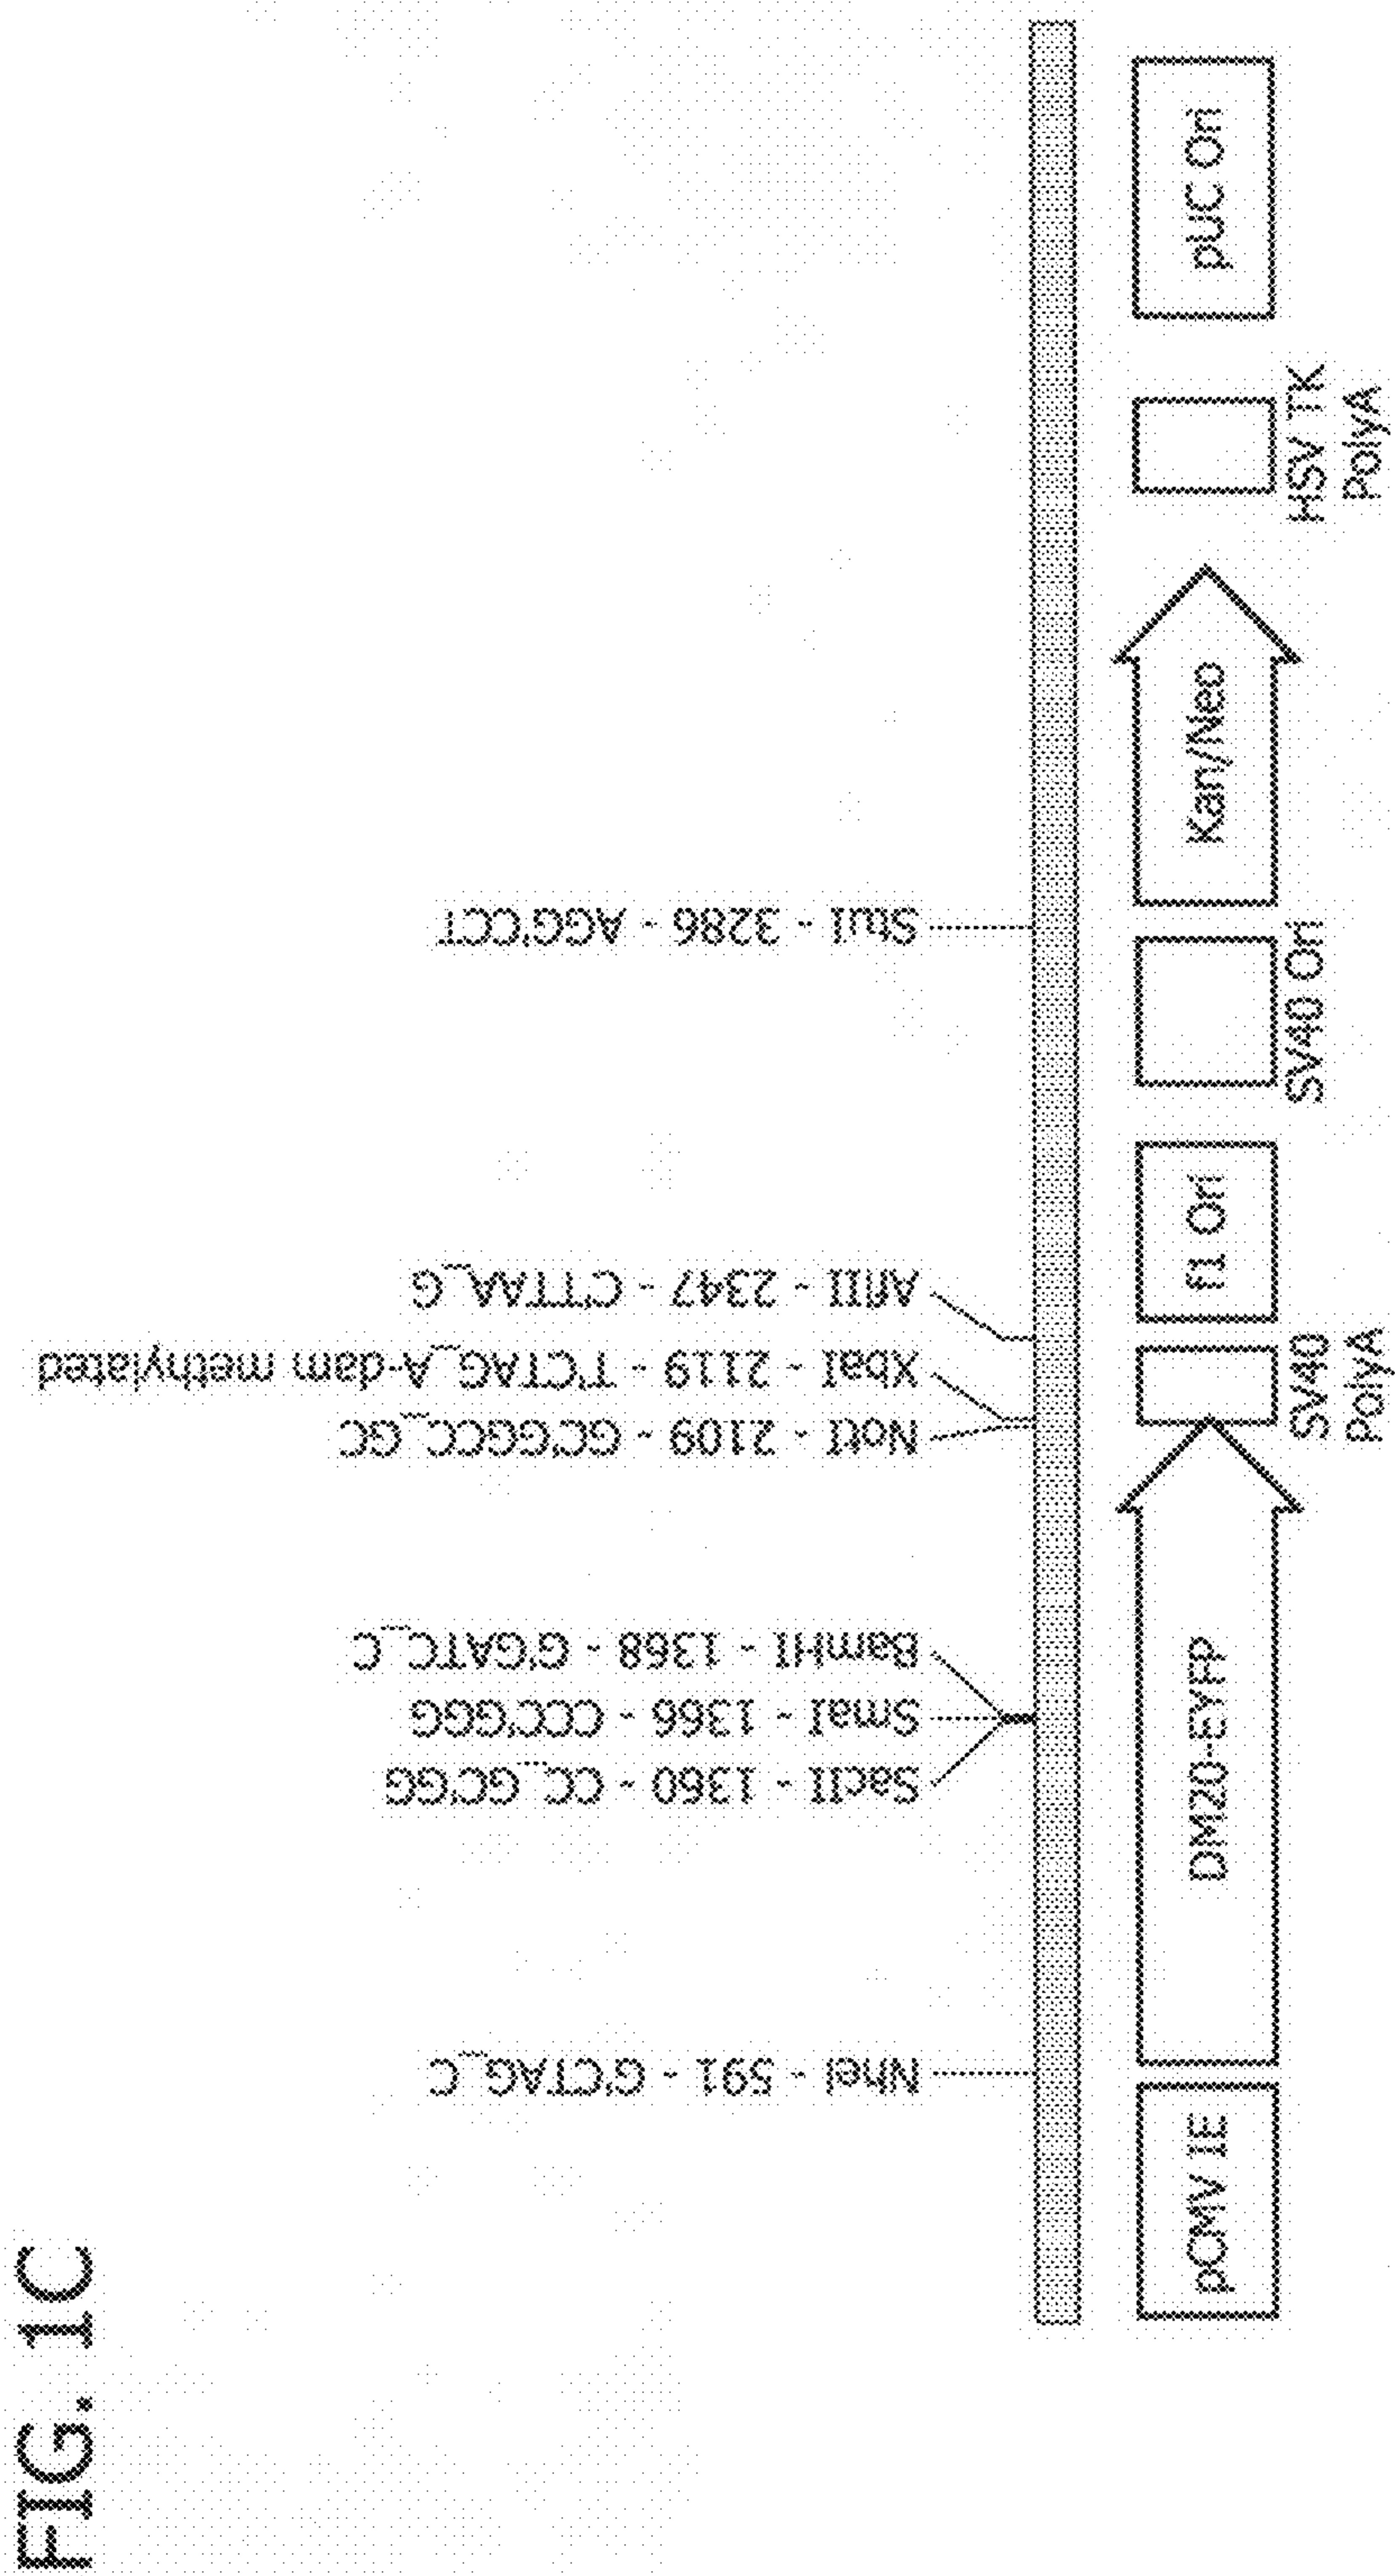 FIG. 1C
NheI - 591 - G'CTAG_C
SacII - 1360 - CC_GC'GG
SmaI - 1366 - CCC'GGG
BamHI - 1368 - G'GATC_C
NotI - 2109 - GC'GGCC_GC
XbaI - 2119 - T'CTAG_A-dam methylated
AflII - 2347 - C'TTAA_G
StuI - 3286 - AGG'CCT
pCMV IE
DM20-EYFP
SV40
PolyA
f1 Ori
SV40 Ori
Kan/Neo
HSV TK
PolyA
pUC Ori